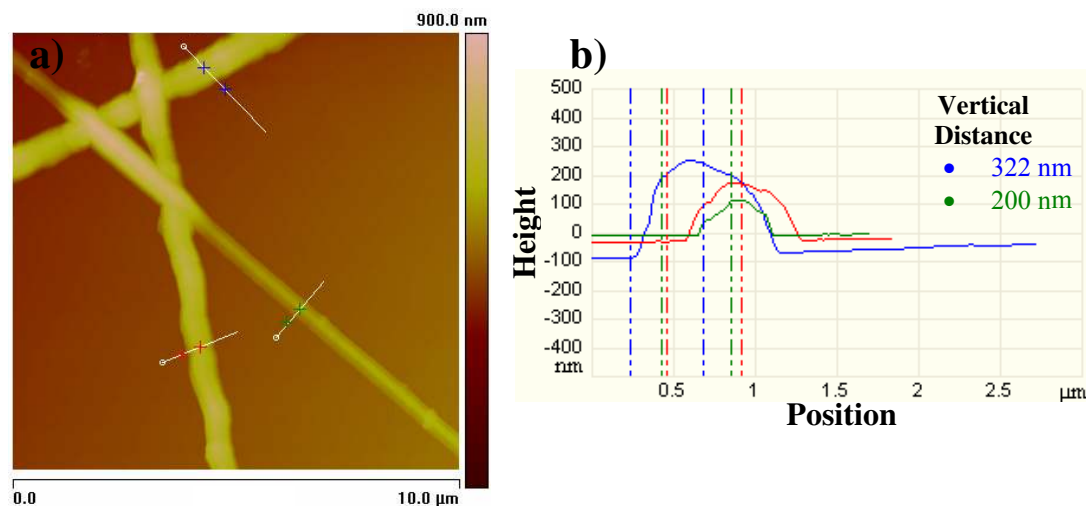 900.0 nm
a)
0.0
10.0 µm
b)
500
400
300
200
100
0
-100
-200
-300
-400
nm
Height
0.5
1
1.5
2
2.5
µm
Position
Vertical
Distance
• 322 nm
• 200 nm